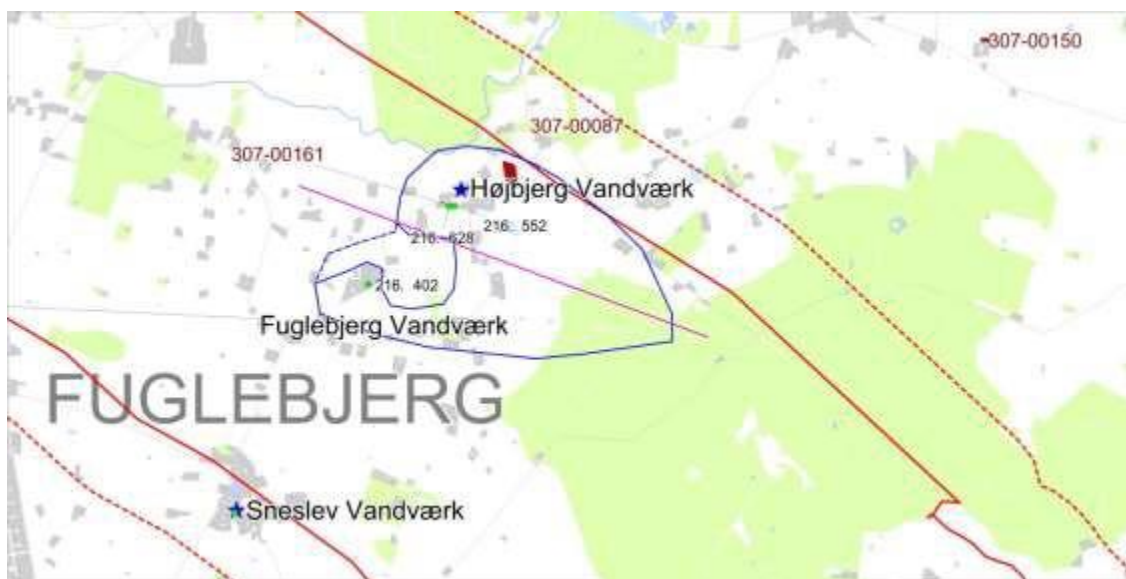 307-00150
307-00087
307-00161
Højbjerg Vandværk
216. 552
216. 628
216. 402
Fuglebjerg Vandværk
FUGLEBJERG
Sneslev Vandværk